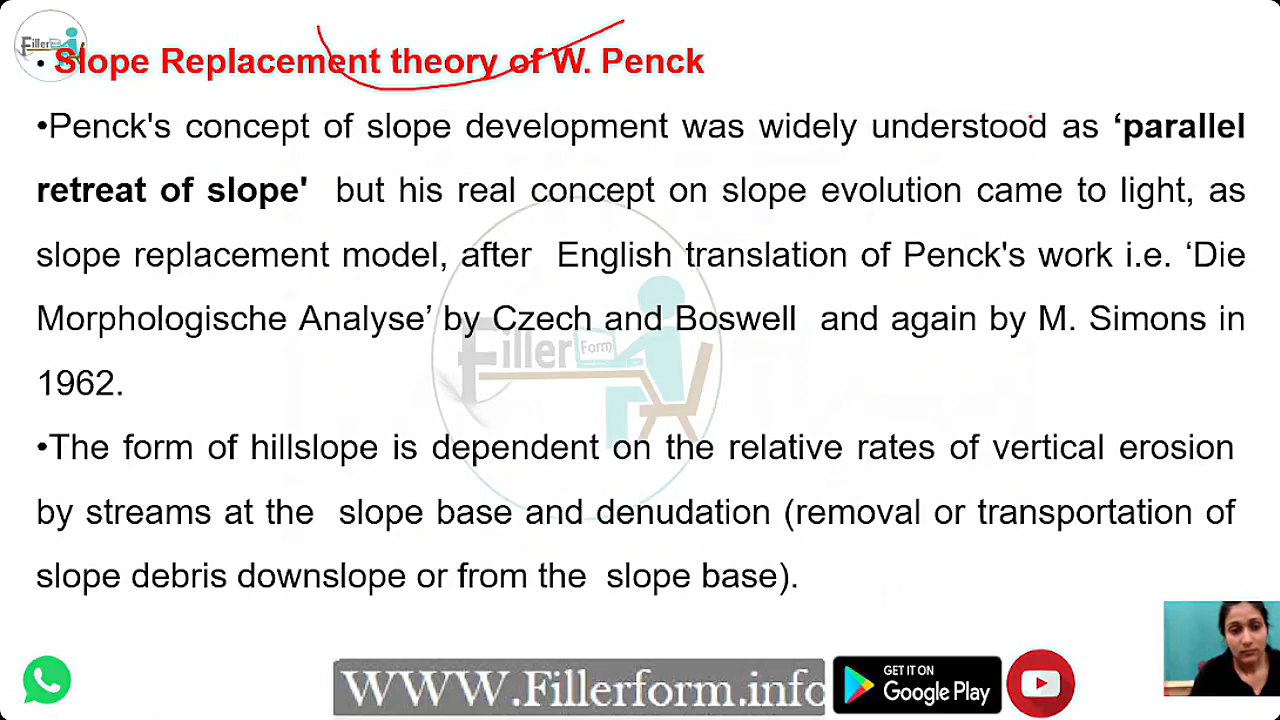 Filler
• Slope Replacement theory of W. Penck
•Penck's concept of slope development was widely understood as ‘parallel
retreat of slope' but his real concept on slope evolution came to light, as
slope replacement model, after English translation of Penck's work i.e. ‘Die
Morphologische Analyse’ by Czech and Boswell and again by M. Simons in
1962.
Filler Form
•The form of hillslope is dependent on the relative rates of vertical erosion
by streams at the slope base and denudation (removal or transportation of
slope debris downslope or from the slope base).
WWW.Fillerform.info
GET IT ON
Google Play